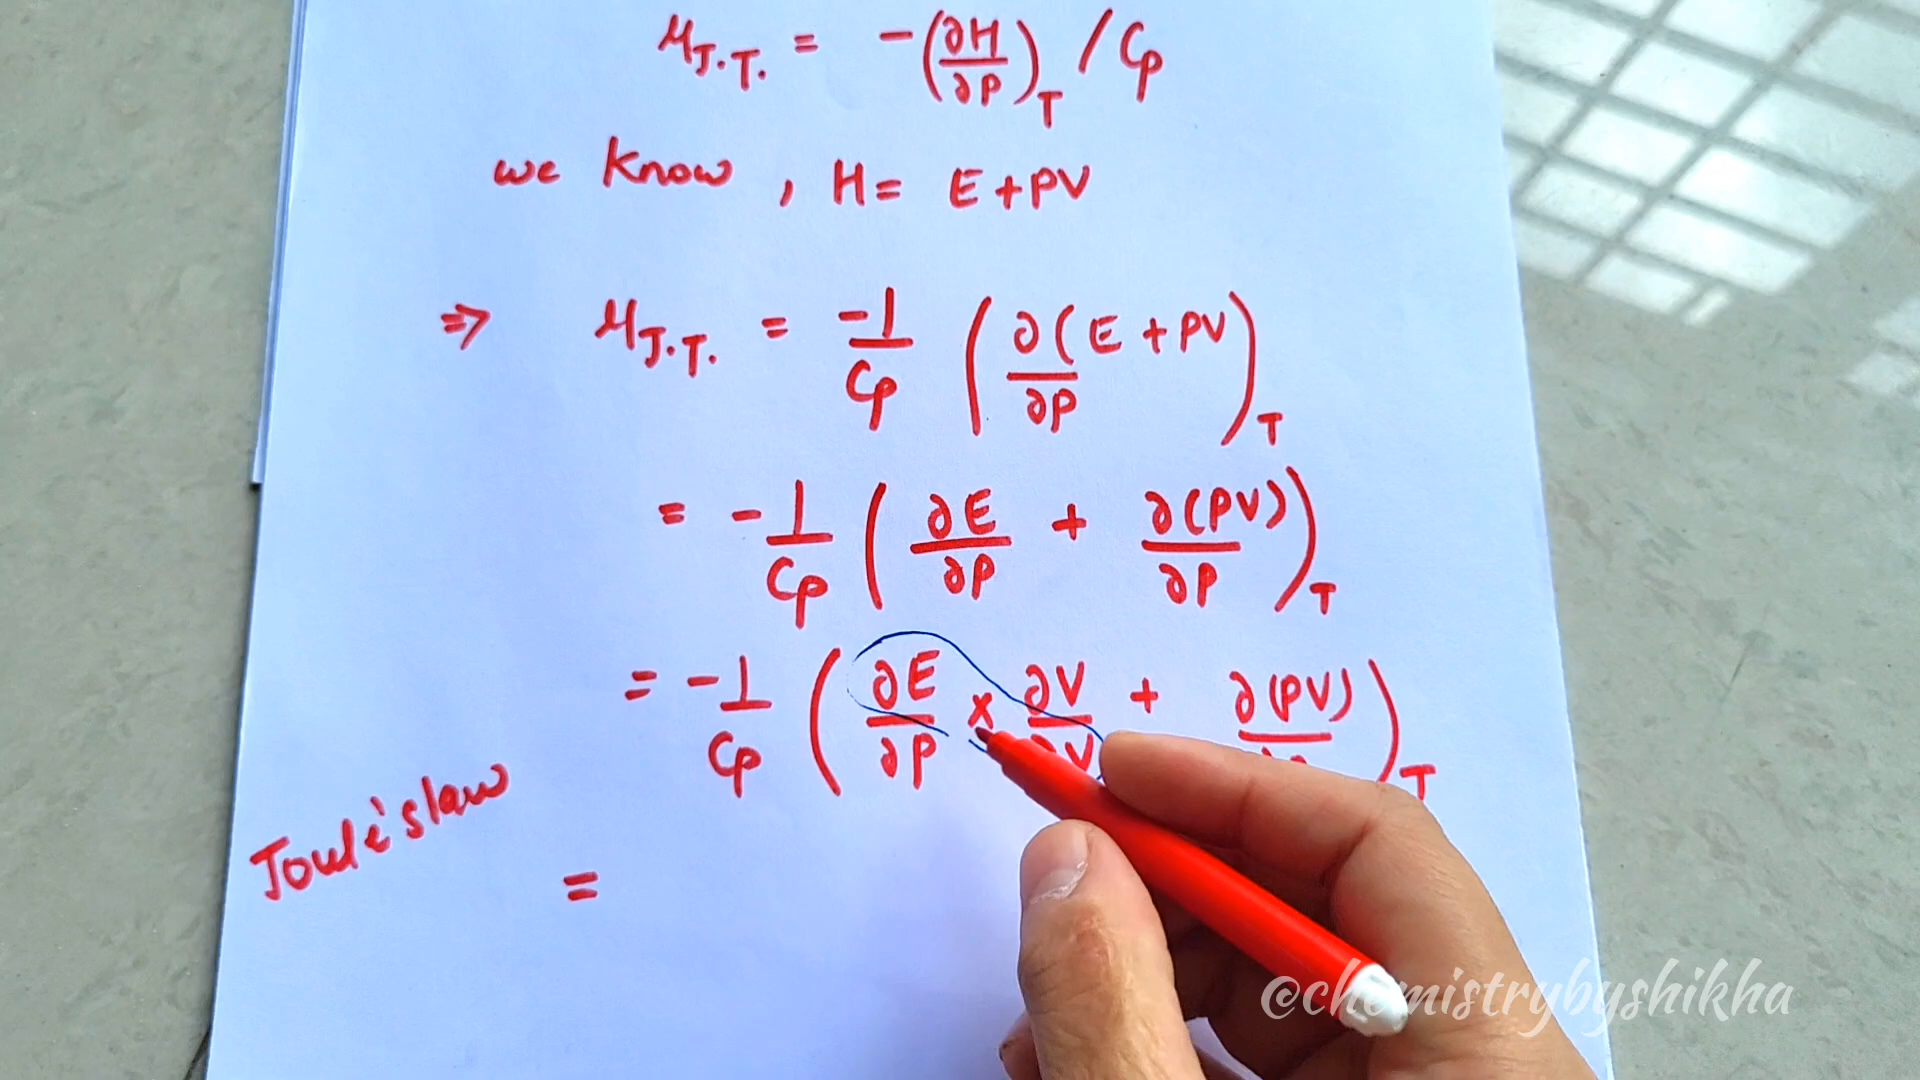 μJ.T. = -(∂H/∂P)T / Cp
we know, H = E + PV
⇒ μJ.T. = -1/Cp (∂(E + PV/∂P)T
= -1/Cp (∂E/∂P + ∂(PV)/∂P)T
= -1/Cp (∂E/∂P × ∂V/∂V + ∂(PV)/∂P)T
Joule's law
=
@chemistrybyshikha